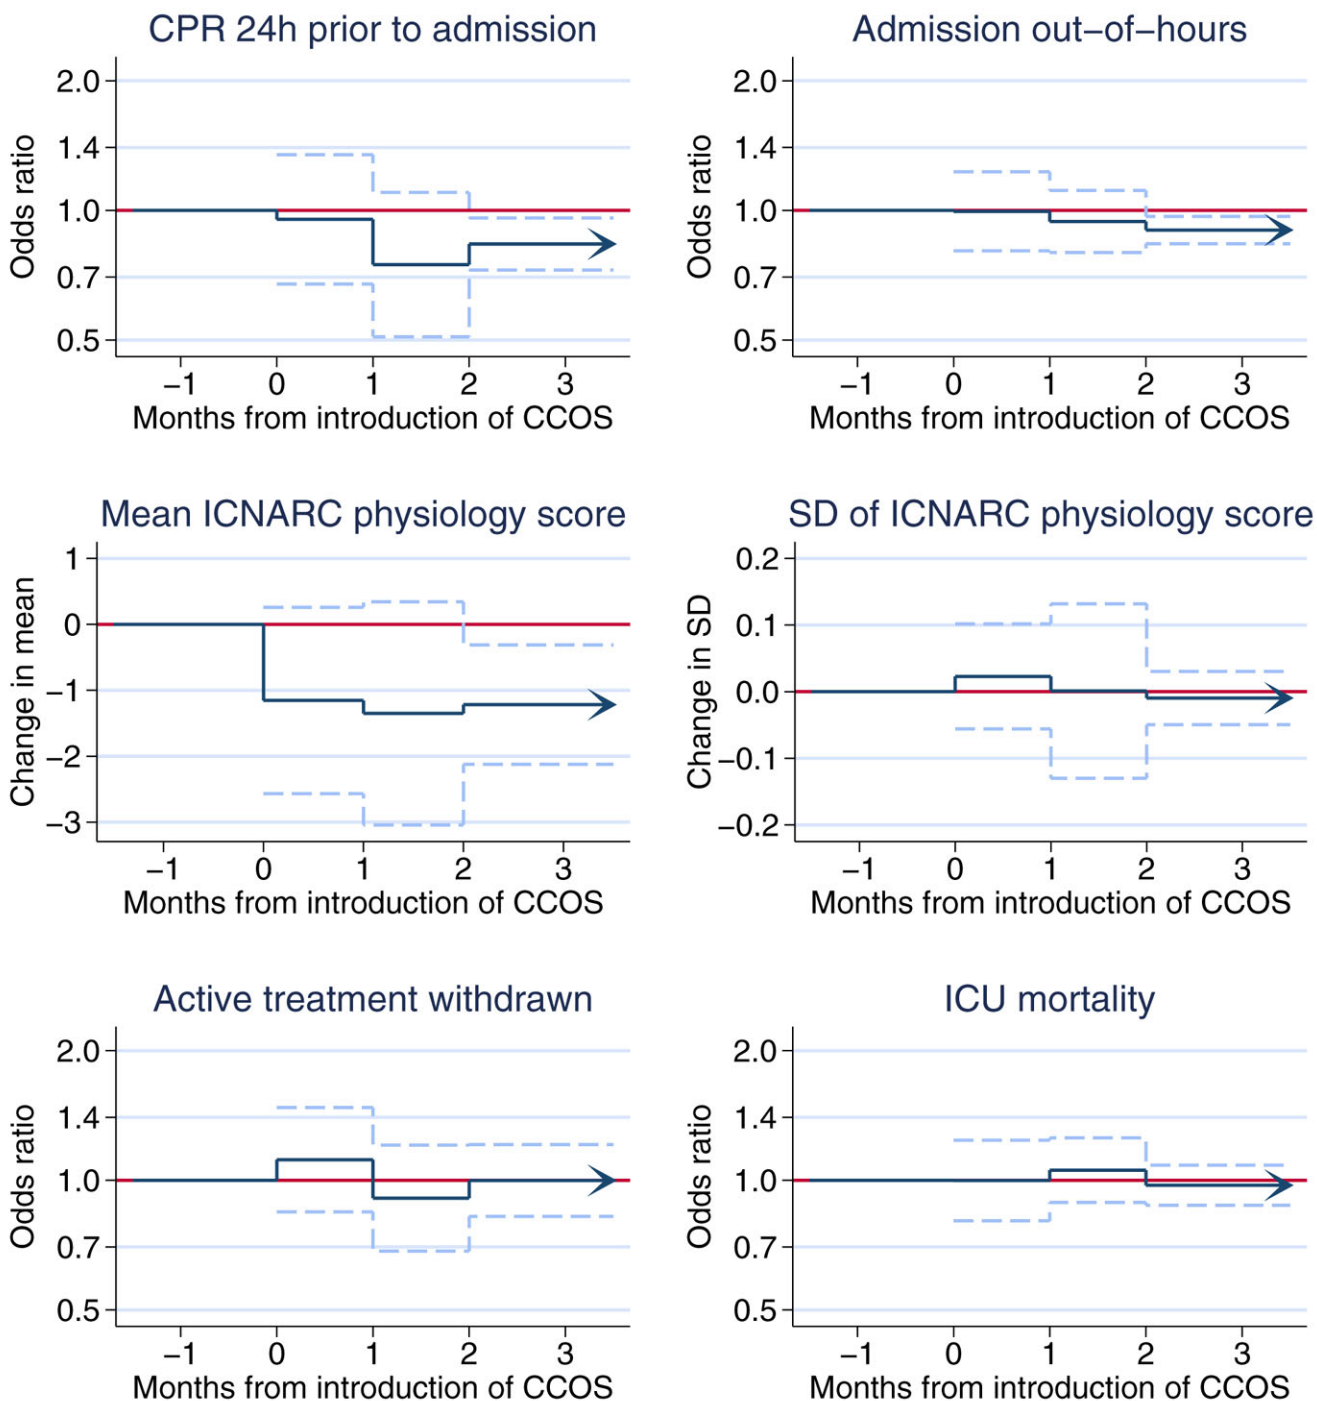 CPR 24h prior to admission
Odds ratio
2.0
1.4
1.0
0.7
0.5
−1 0 1 2 3
Months from introduction of CCOS
Admission out−of−hours
Odds ratio
2.0
1.4
1.0
0.7
0.5
−1 0 1 2 3
Months from introduction of CCOS
Mean ICNARC physiology score
Change in mean
1
0
−1
−2
−3
−1 0 1 2 3
Months from introduction of CCOS
SD of ICNARC physiology score
Change in SD
0.2
0.1
0.0
−0.1
−0.2
−1 0 1 2 3
Months from introduction of CCOS
Active treatment withdrawn
Odds ratio
2.0
1.4
1.0
0.7
0.5
−1 0 1 2 3
Months from introduction of CCOS
ICU mortality
Odds ratio
2.0
1.4
1.0
0.7
0.5
−1 0 1 2 3
Months from introduction of CCOS